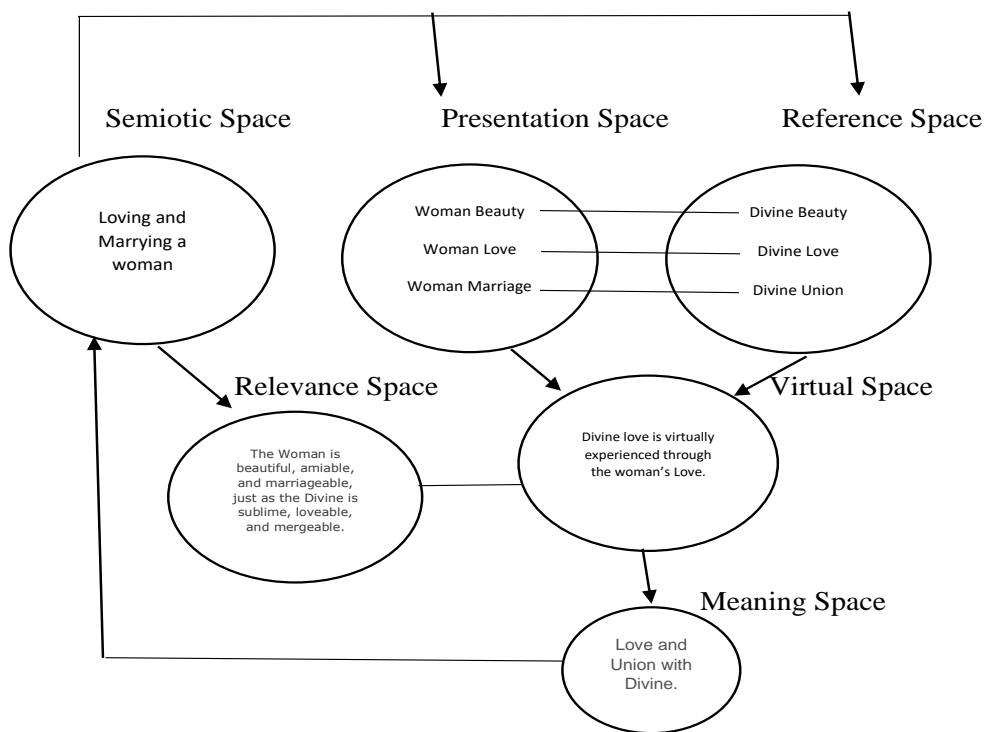 Semiotic Space
Presentation Space
Reference Space
Loving and
Marrying a
woman
Woman Beauty
Divine Beauty
Woman Love
Divine Love
Woman Marriage
Divine Union
Relevance Space
Virtual Space
The Woman is
beautiful, amiable,
and marriageable,
just as the Divine is
sublime, loveable,
and mergeable.
Divine love is virtually
experienced through
the woman’s Love.
Meaning Space
Love and
Union with
Divine.